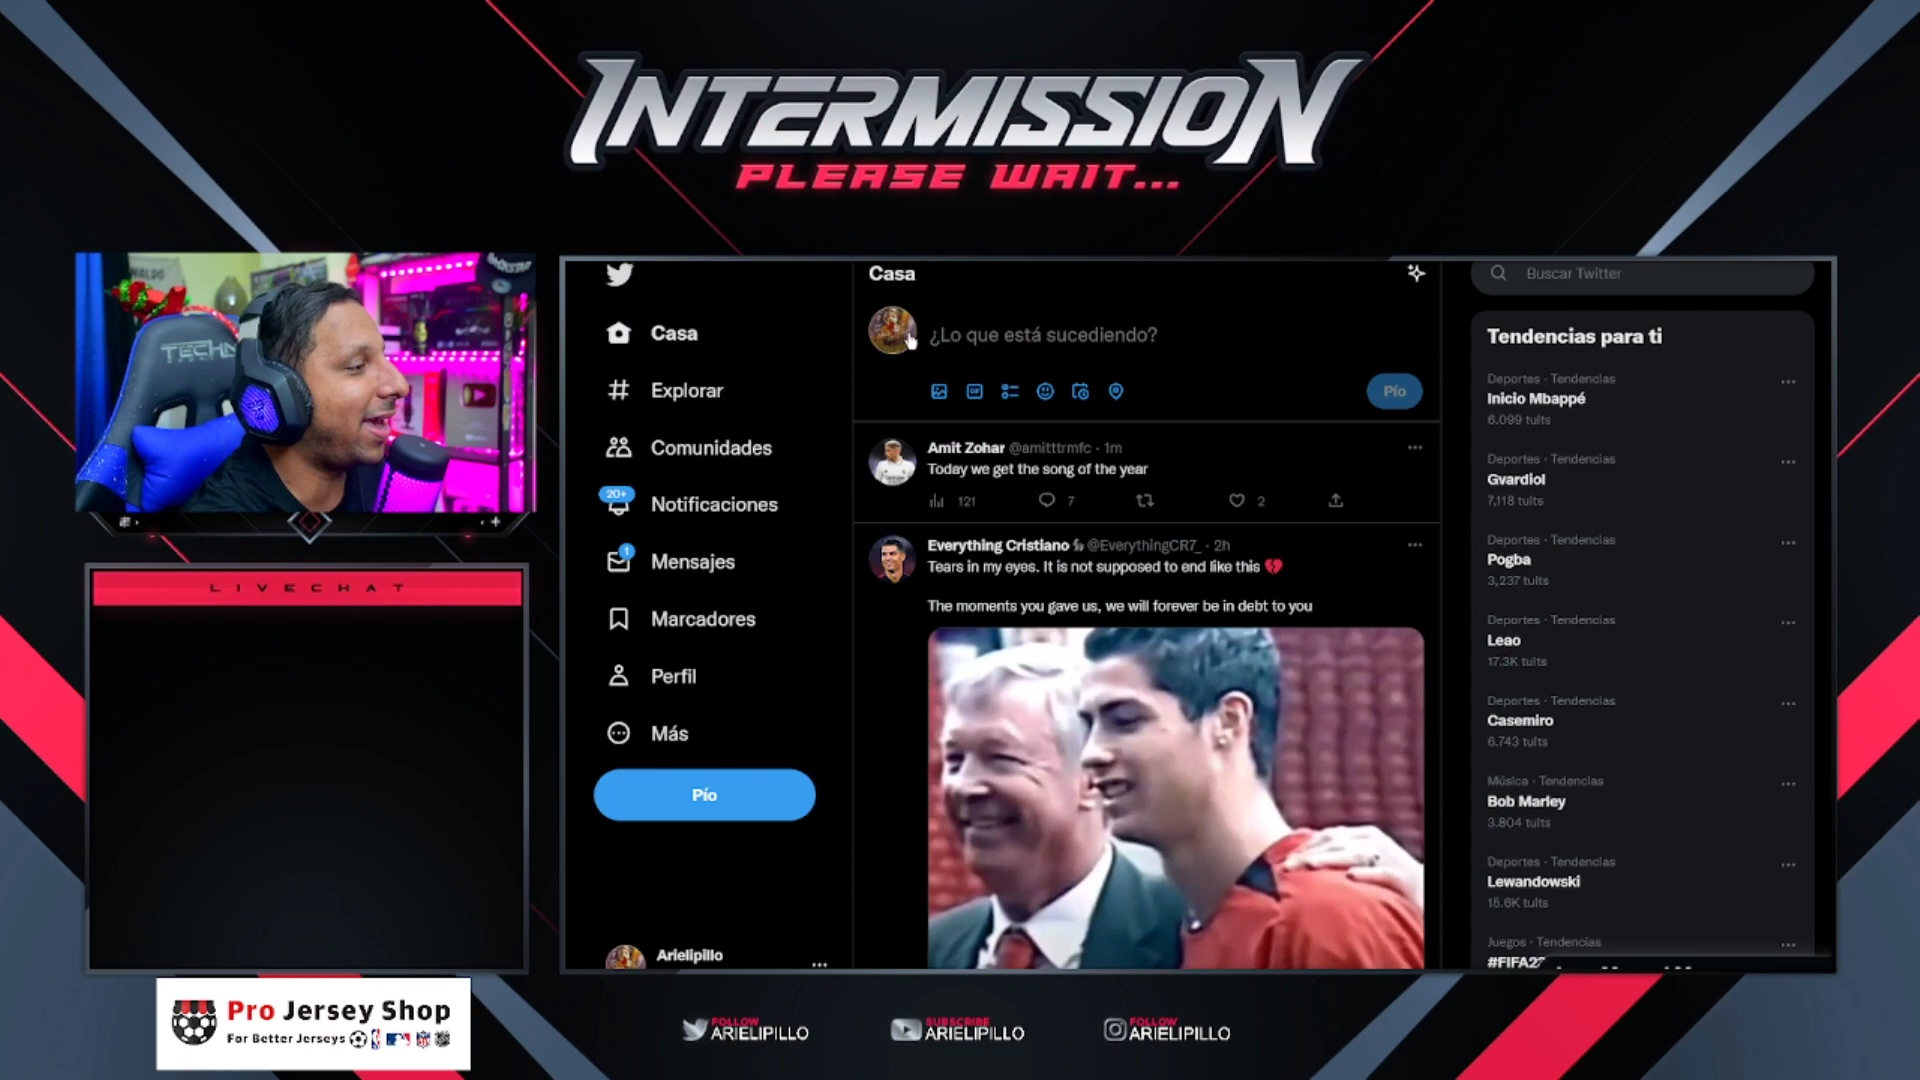 INTERMISSION
PLEASE WAIT...
NALDO
TECHN
LIVECHAT
Casa
Explorar
Comunidades
20+
Notificaciones
1
Mensajes
Marcadores
Perfil
Más
Pío
Arielipillo
Casa
¿Lo que está sucediendo?
GIF
Pío
Amit Zohar @amitttrmfc · 1m
Today we get the song of the year
121 7 2
Everything Cristiano @EverythingCR7_ · 2h
Tears in my eyes. It is not supposed to end like this
The moments you gave us, we will forever be in debt to you
Buscar Twitter
Tendencias para ti
Deportes · Tendencias
Inicio Mbappé
6.099 tuits
Deportes · Tendencias
Gvardiol
7,118 tuits
Deportes · Tendencias
Pogba
3,237 tuits
Deportes · Tendencias
Leao
17.3K tuits
Deportes · Tendencias
Casemiro
6.743 tuits
Música · Tendencias
Bob Marley
3.804 tuits
Deportes · Tendencias
Lewandowski
15.6K tuits
Juegos · Tendencias
Pro Jersey Shop
For Better Jerseys
FOLLOW
ARIELIPILLO
SUBSCRIBE
ARIELIPILLO
FOLLOW
ARIELIPILLO